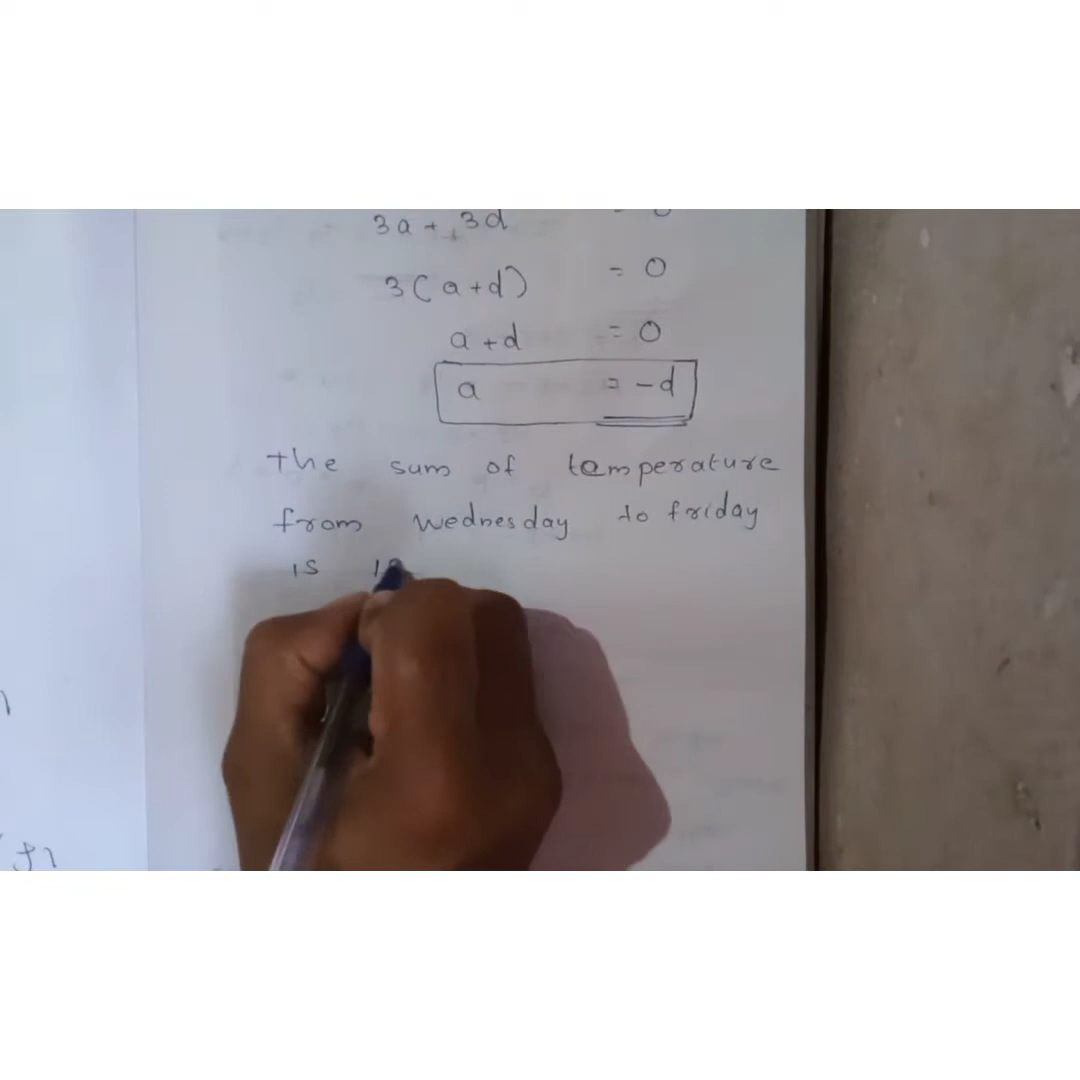 3a + 3d
3(a+d) = 0
a + d = 0
a = -d
the sum of temperature
from wednesday to friday
is